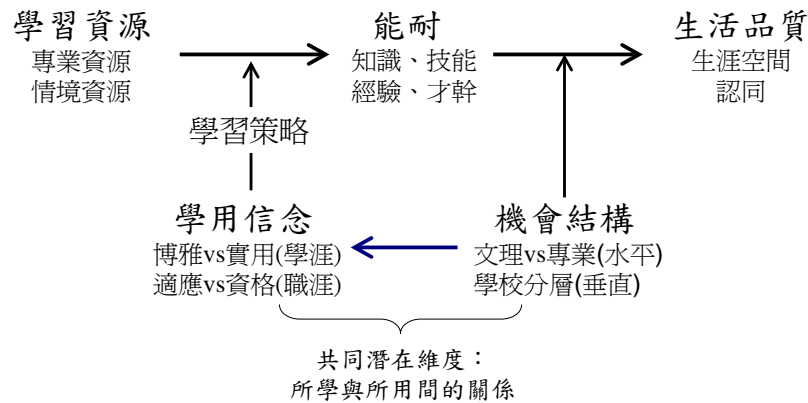 學習資源
專業資源
情境資源
能耐
知識、技能
經驗、才幹
生活品質
生涯空間
認同
學習策略
學用信念
博雅vs實用(學涯)
適應vs資格(職涯)
機會結構
文理vs專業(水平)
學校分層(垂直)
共同潛在維度：
所學與所用間的關係